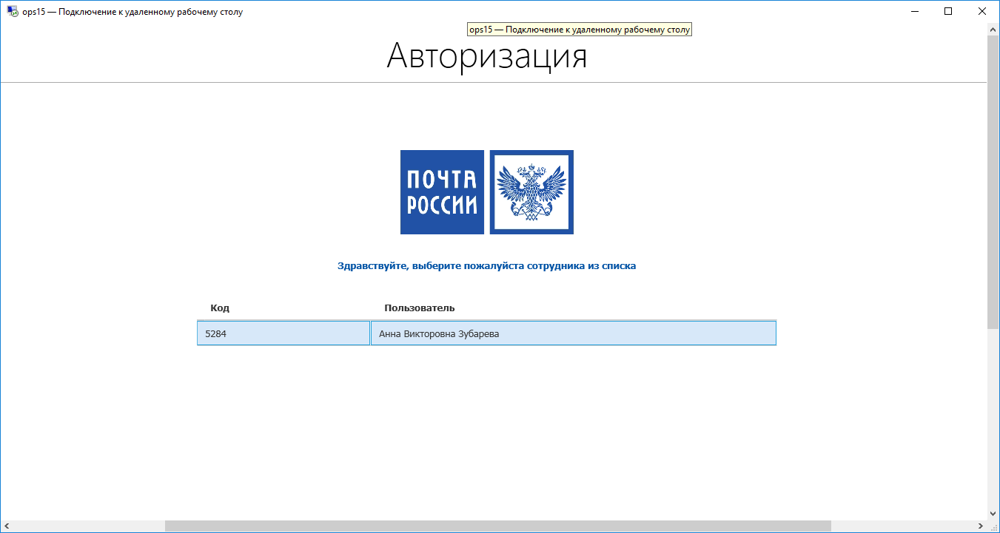 ops15 — Подключение к удаленному рабочему столу
ops15 — Подключение к удаленному рабочему столу
Авторизация
ПОЧТА
РОССИИ
Здравствуйте, выберите пожалуйста сотрудника из списка
Код Пользователь
5284 Анна Викторовна Зубарева